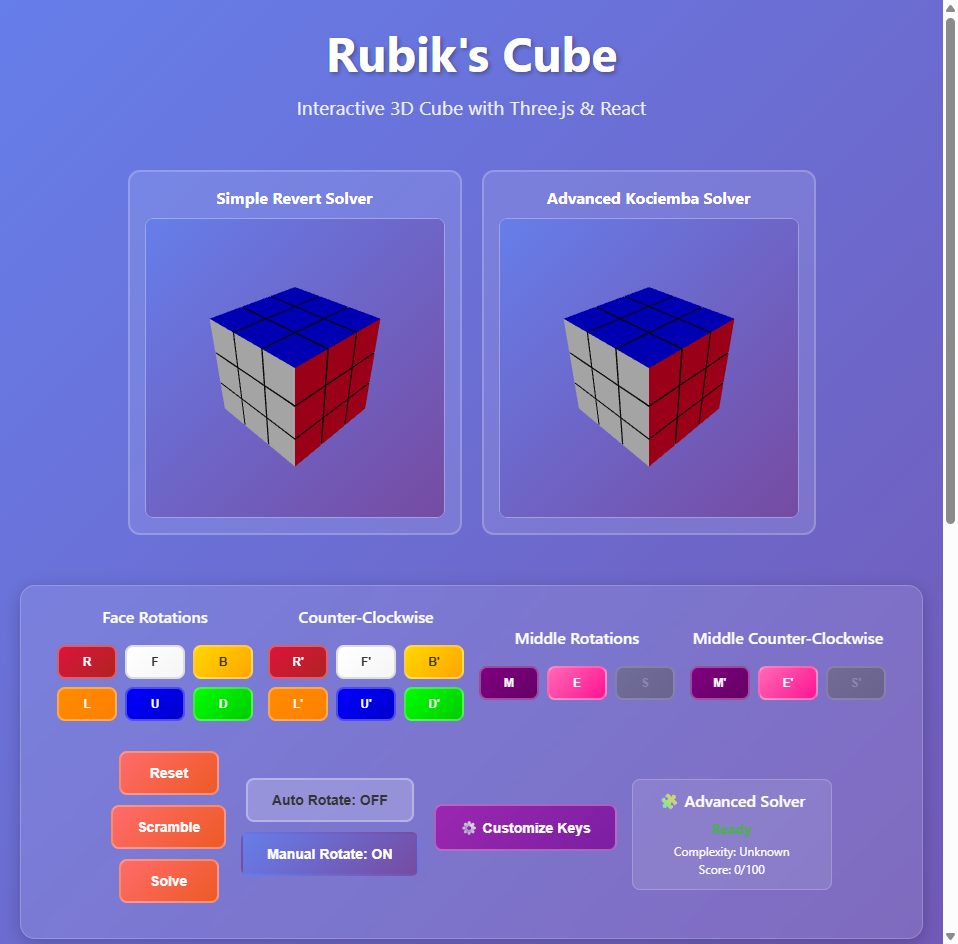 Rubik's Cube
Interactive 3D Cube with Three.js & React
Simple Revert Solver
Advanced Kociemba Solver
Face Rotations
R F B
L U D
Counter-Clockwise
R' F' B'
L' U' D'
Middle Rotations
M E S
Middle Counter-Clockwise
M' E' S'
Reset
Scramble
Solve
Auto Rotate: OFF
Manual Rotate: ON
⚙️ Customize Keys
🧩 Advanced Solver
Ready
Complexity: Unknown
Score: 0/100